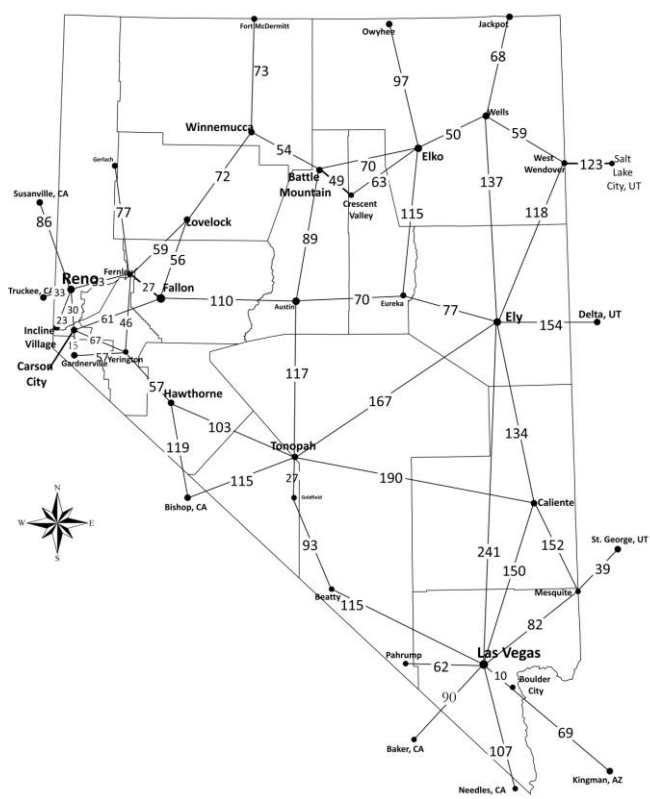 Fort McDermitt
Owyhee
Jackpot
73
97
68
Winnemucca
Wells
54
50
59
Gerlach
70
Elko
West
Wendover
123
Salt
Lake
City, UT
Battle
Mountain
49
63
Crescent
Valley
72
137
Susanville, CA
86
77
Lovelock
115
118
89
59
56
Reno
Fernley
33
27
Fallon
Truckee, CA
33
30
110
Austin
70
Eureka
77
Ely
154
Delta, UT
23
61
46
Incline
Village
7
67
15
57
Gardnerville
Yerington
Carson
City
57
Hawthorne
117
167
134
103
119
Tonopah
115
27
190
Bishop, CA
Goldfield
Caliente
N
W
E
S
93
241
150
152
St. George, UT
39
Beatty
115
Mesquite
82
Las Vegas
Pahrump
62
10
Boulder
City
90
69
Baker, CA
107
Kingman, AZ
Needles, CA